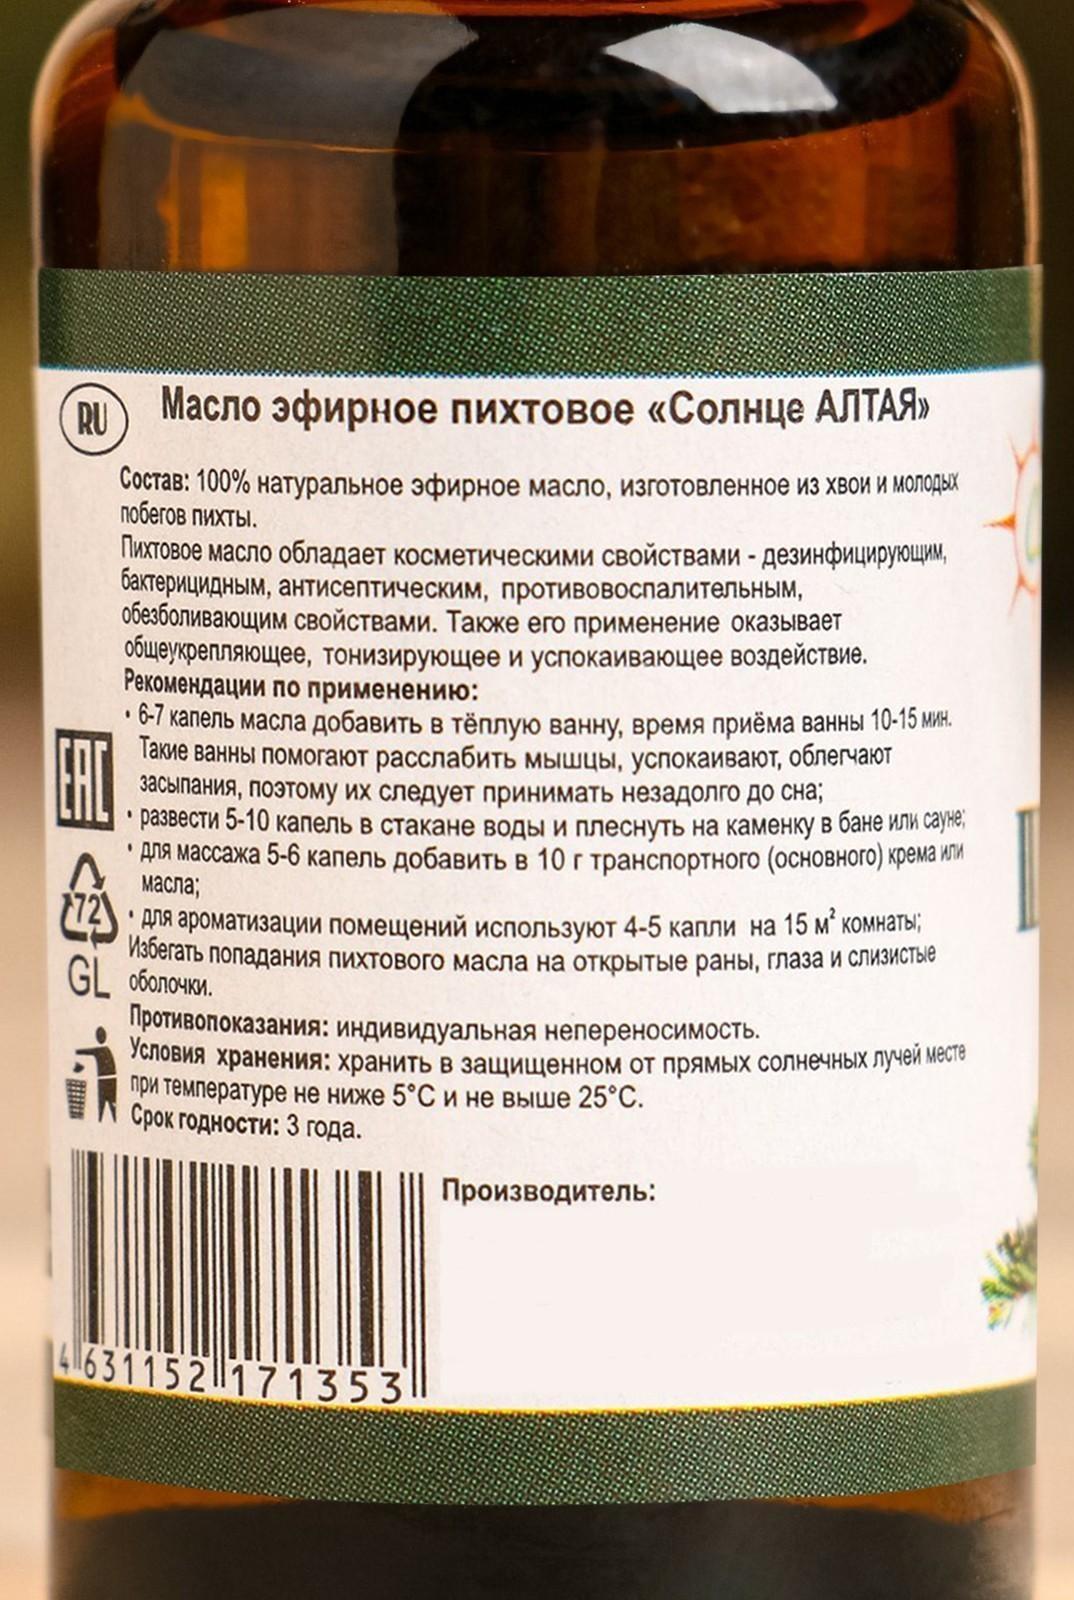 RU
Масло эфирное пихтовое «Солнце АЛТАЯ»
Состав: 100% натуральное эфирное масло, изготовленное из хвои и молодых
побегов пихты.
Пихтовое масло обладает косметическими свойствами - дезинфицирующим,
бактерицидным, антисептическим, противовоспалительным,
обезболивающим свойствами. Также его применение оказывает
общеукрепляющее, тонизирующее и успокаивающее воздействие.
Рекомендации по применению:
• 6-7 капель масла добавить в тёплую ванну, время приёма ванны 10-15 мин.
Такие ванны помогают расслабить мышцы, успокаивают, облегчают
засыпания, поэтому их следует принимать незадолго до сна;
• развести 5-10 капель в стакане воды и плеснуть на каменку в бане или сауне;
• для массажа 5-6 капель добавить в 10 г транспортного (основного) крема или
масла;
• для ароматизации помещений используют 4-5 капли на 15 м² комнаты;
Избегать попадания пихтового масла на открытые раны, глаза и слизистые
оболочки.
Противопоказания: индивидуальная непереносимость.
Условия хранения: хранить в защищенном от прямых солнечных лучей месте
при температуре не ниже 5°С и не выше 25°С.
Срок годности: 3 года.
EAC
72
GL
Производитель:
4 631152 171353